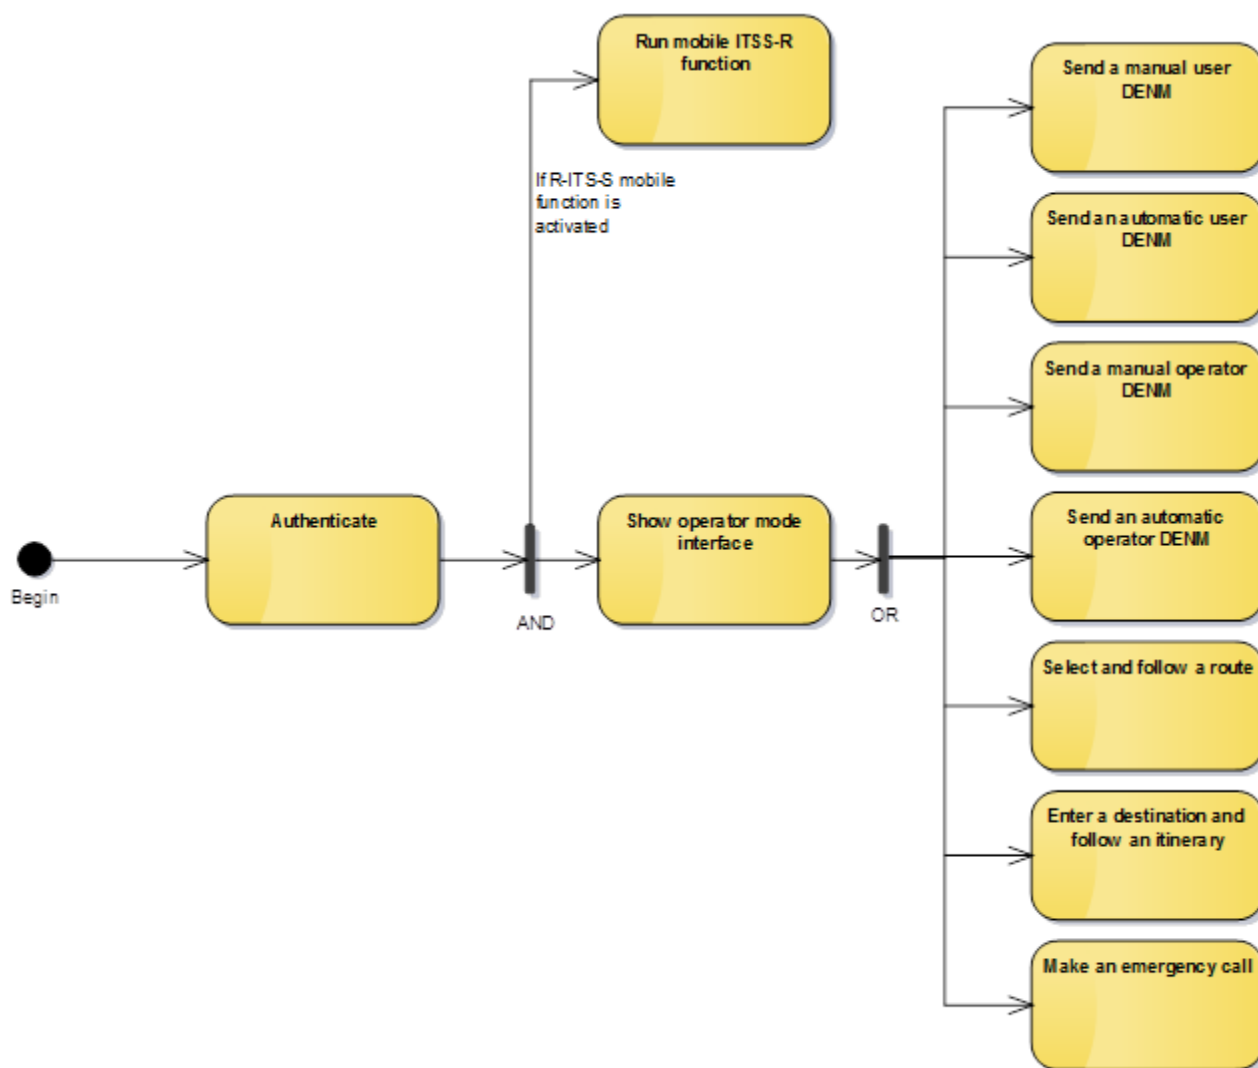 Run mobile ITSS-R
function
If R-ITS-S mobile
function is
activated
Begin
Authenticate
AND
Show operator mode
interface
OR
Send a manual user
DENM
Send an automatic user
DENM
Send a manual operator
DENM
Send an automatic
operator DENM
Select and follow a route
Enter a destination and
follow an itinerary
Make an emergency call